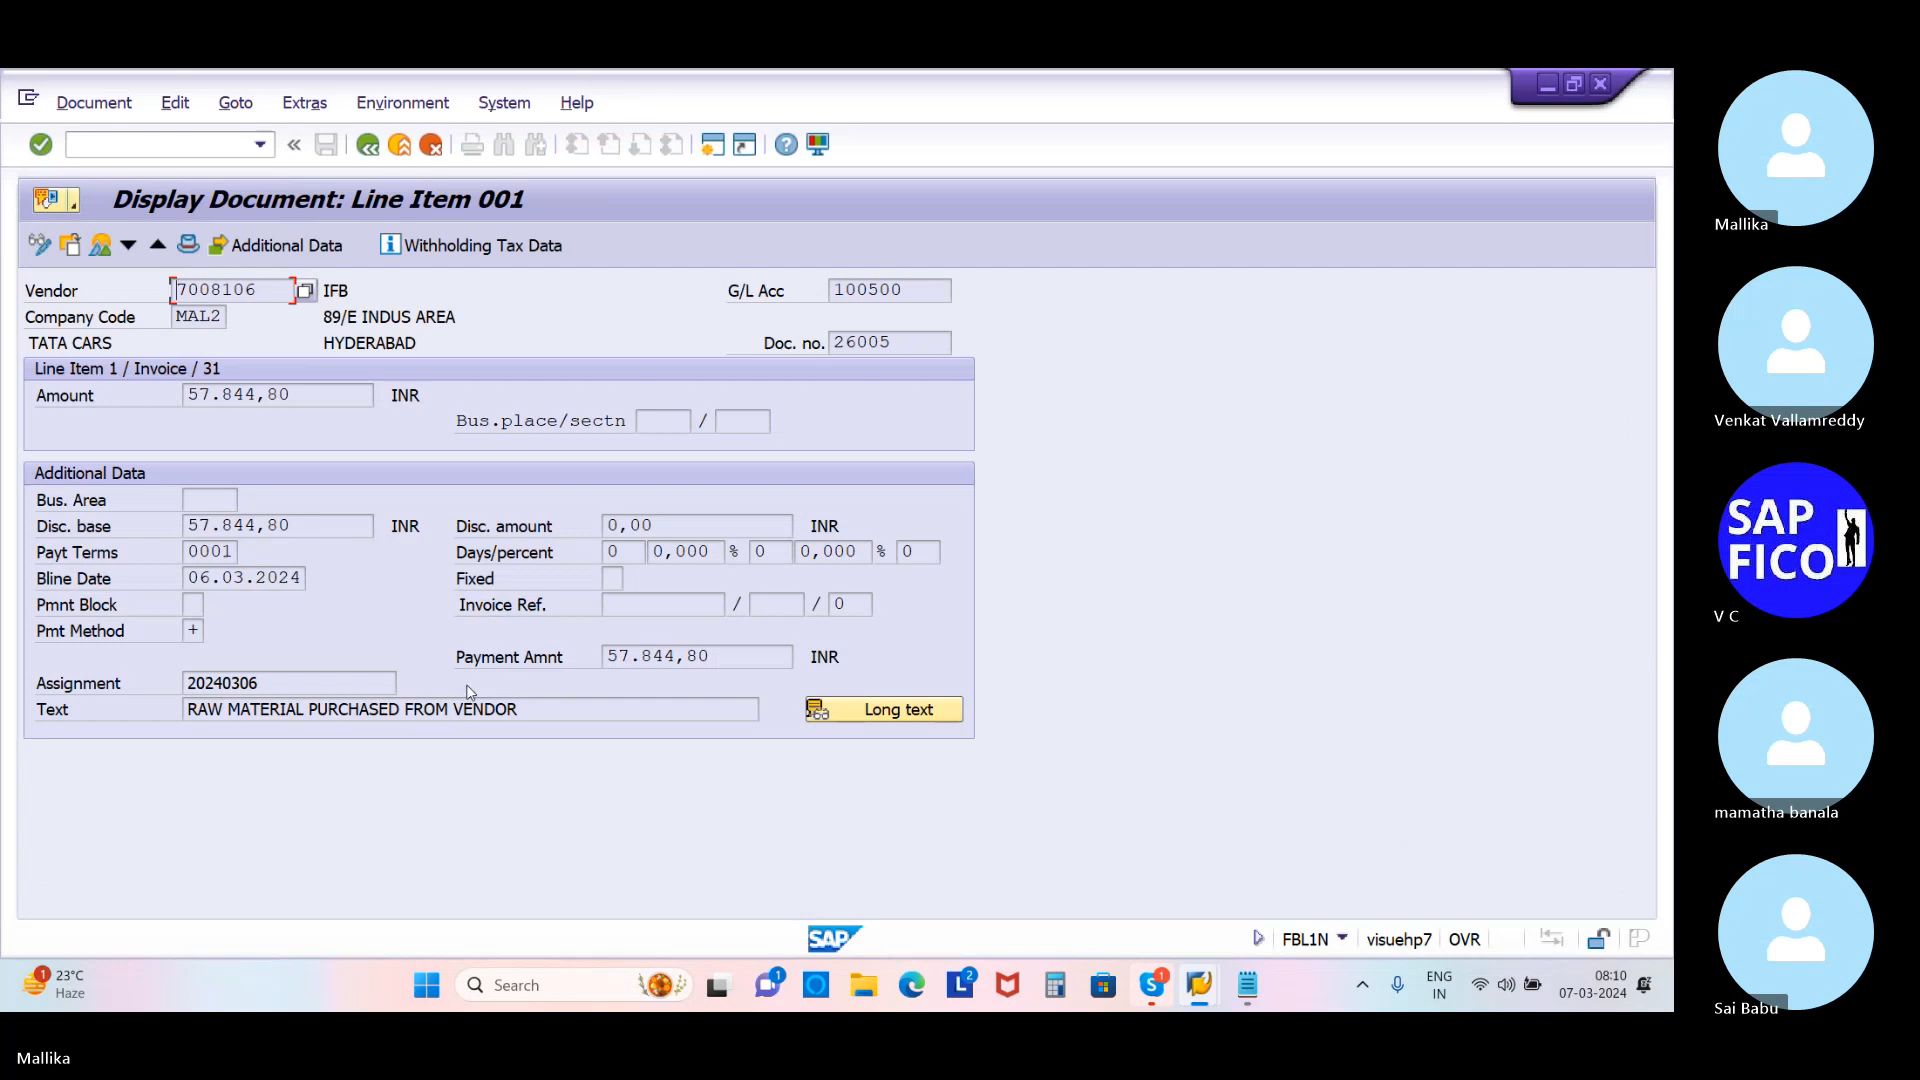 Document Edit Goto Extras Environment System Help
Display Document: Line Item 001
Additional Data Withholding Tax Data
Vendor 7008106 IFB G/L Acc 100500
Company Code MAL2 89/E INDUS AREA
TATA CARS HYDERABAD Doc. no. 26005
Line Item 1 / Invoice / 31
Amount 57.844,80 INR
Bus.place/sectn /
Additional Data
Bus. Area
Disc. base 57.844,80 INR Disc. amount 0,00 INR
Payt Terms 0001 Days/percent 0 0,000 % 0 0,000 % 0
Bline Date 06.03.2024 Fixed
Pmnt Block Invoice Ref. / / 0
Pmt Method +
Payment Amnt 57.844,80 INR
Assignment 20240306
Text RAW MATERIAL PURCHASED FROM VENDOR Long text
SAP FBL1N visuehp7 OVR
1 23°C
Haze
Search
1
2
1
ENG
IN
08:10
07-03-2024
Mallika
Venkat Vallamreddy
SAP
FICO
V C
mamatha banala
Sai Babu
Mallika